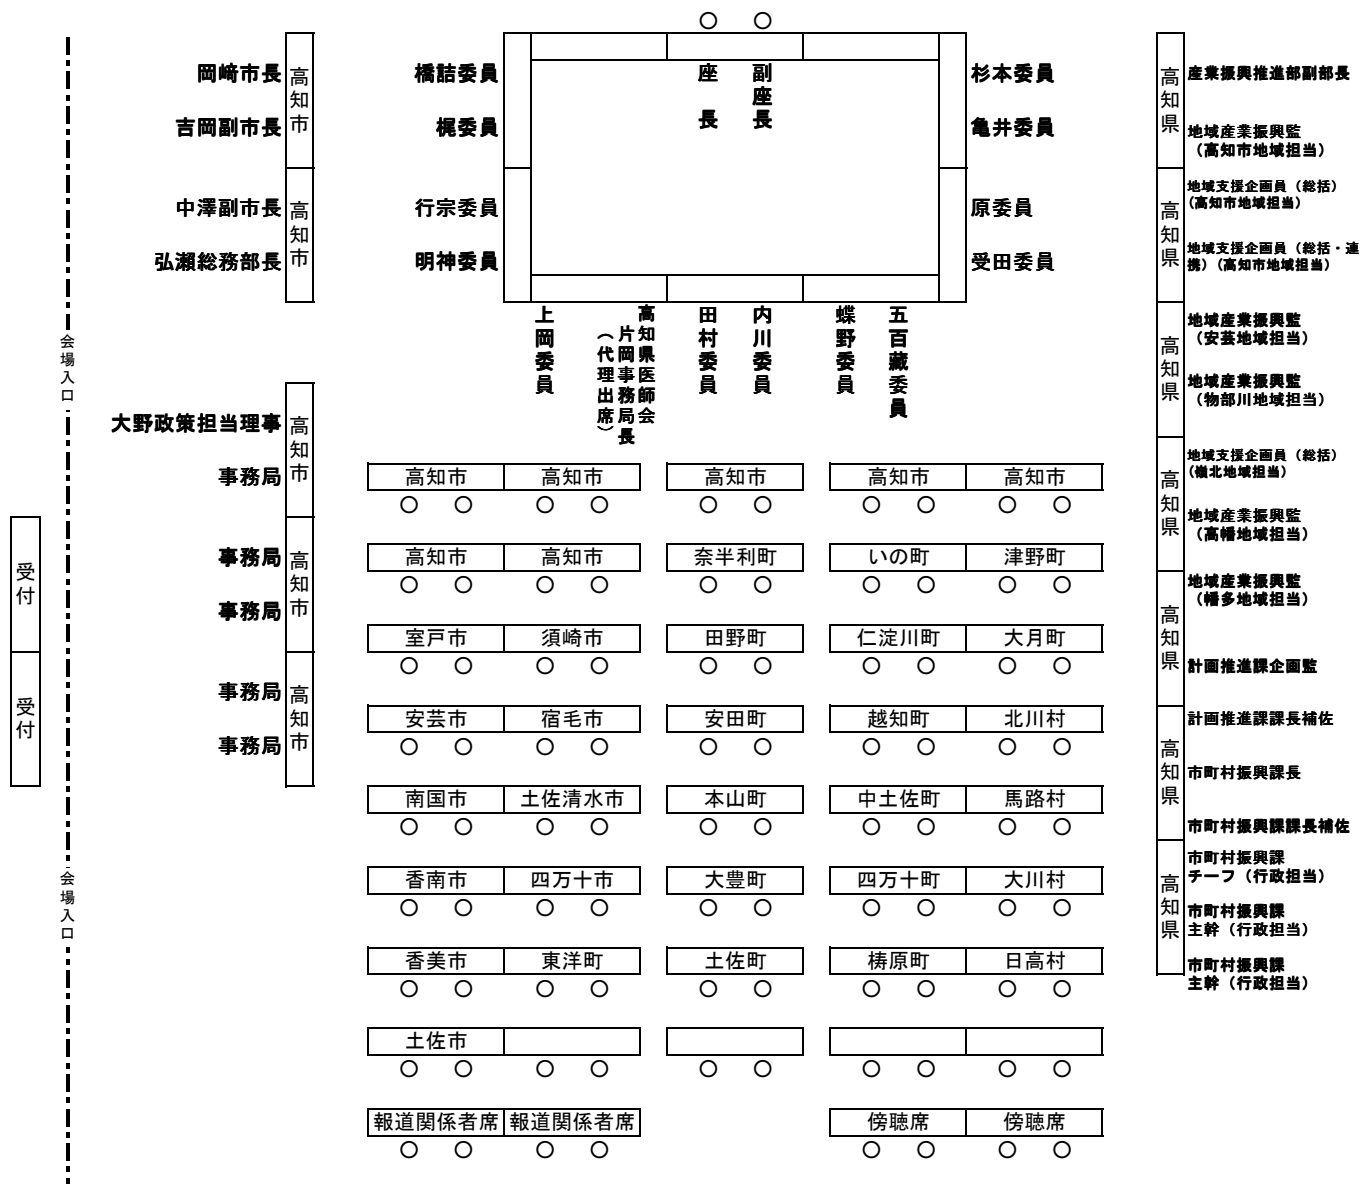 岡﨑市長
吉岡副市長
高知市
中澤副市長
弘瀬総務部長
高知市
会場入口
大野政策担当理事
事務局
高知市
事務局
事務局
高知市
事務局
事務局
高知市
受付
受付
会場入口
座長
副座長
橋詰委員
梶委員
行宗委員
明神委員
杉本委員
亀井委員
原委員
受田委員
上岡委員
高知県医師会
片岡事務局長
（代理出席）
田村委員
内川委員
蝶野委員
五百藏委員
高知市 高知市 高知市 高知市 高知市
高知市 高知市 奈半利町 いの町 津野町
室戸市 須崎市 田野町 仁淀川町 大月町
安芸市 宿毛市 安田町 越知町 北川村
南国市 土佐清水市 本山町 中土佐町 馬路村
香南市 四万十市 大豊町 四万十町 大川村
香美市 東洋町 土佐町 梼原町 日高村
土佐市
報道関係者席 報道関係者席 傍聴席 傍聴席
高知県
産業振興推進部副部長
地域産業振興監
（高知市地域担当）
高知県
地域支援企画員（総括）
(高知市地域担当）
地域支援企画員（総括・連
携）(高知市地域担当）
高知県
地域産業振興監
（安芸地域担当）
地域産業振興監
（物部川地域担当）
高知県
地域支援企画員（総括）
(嶺北地域担当）
地域産業振興監
（高幡地域担当）
高知県
地域産業振興監
（幡多地域担当）
計画推進課企画監
高知県
計画推進課課長補佐
市町村振興課長
市町村振興課課長補佐
高知県
市町村振興課
チーフ（行政担当）
市町村振興課
主幹（行政担当）
市町村振興課
主幹（行政担当）